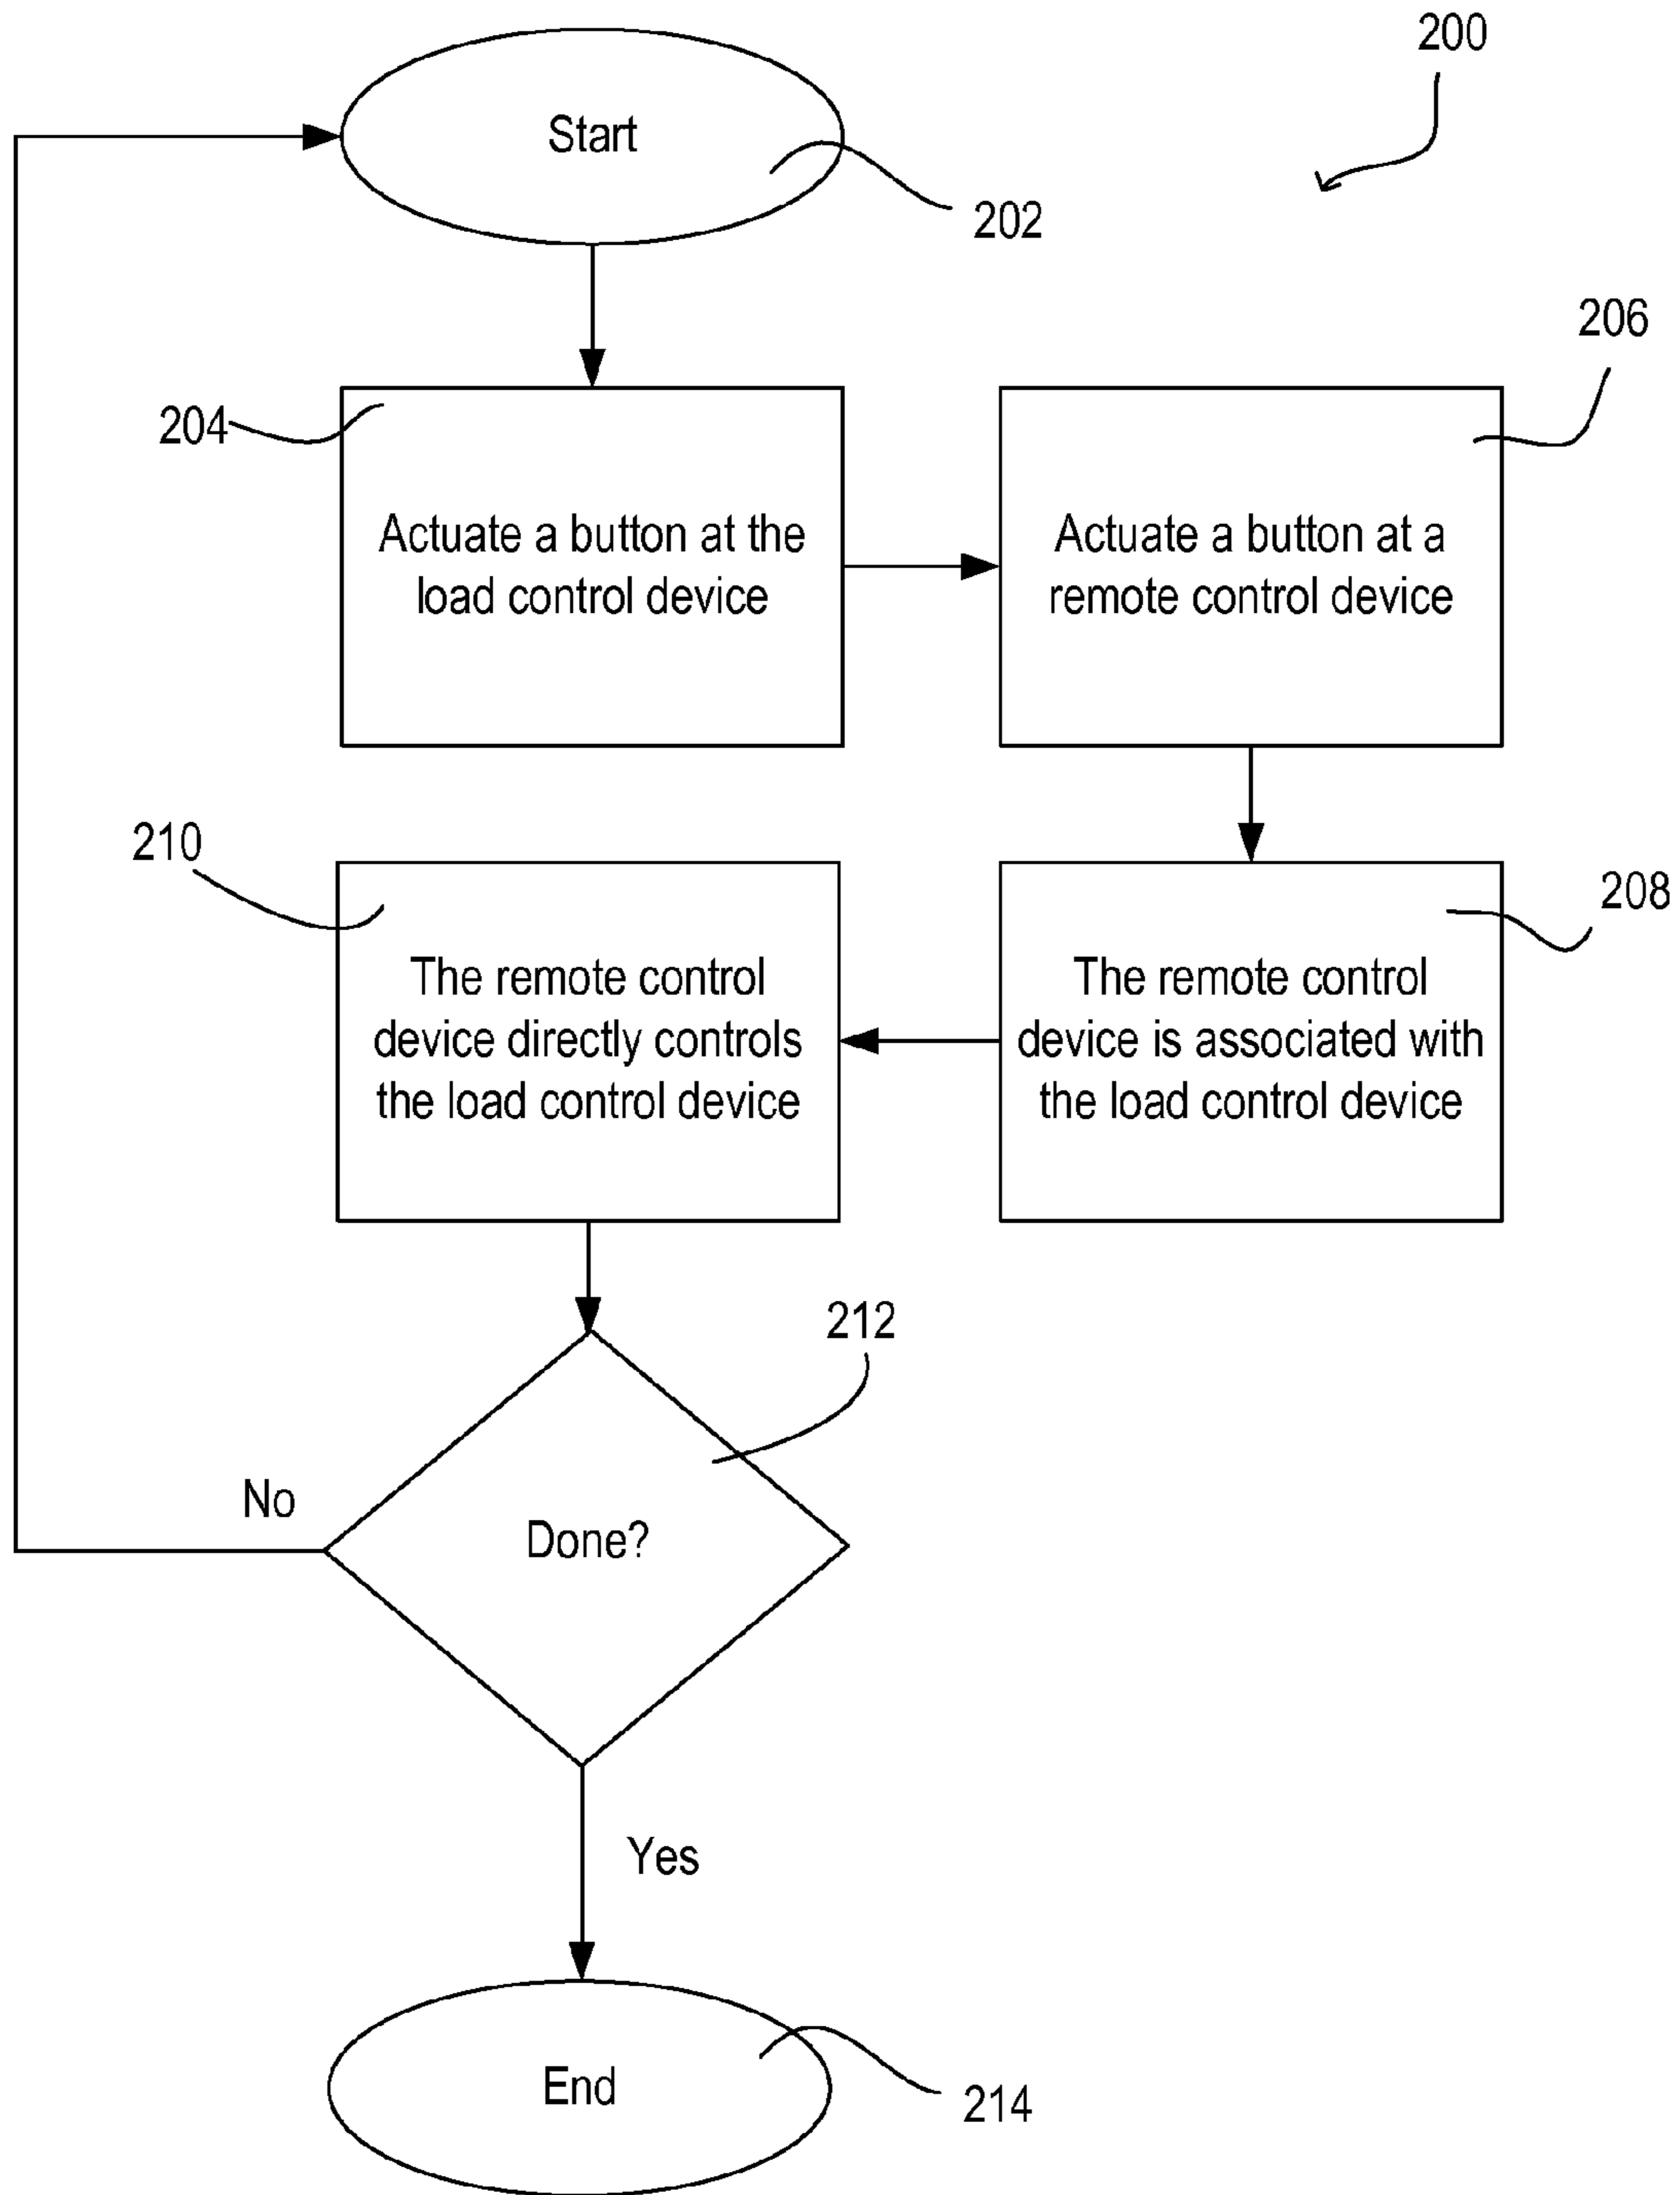 200
Start
202
206
204
Actuate a button at the
load control device
Actuate a button at a
remote control device
210
208
The remote control
device is associated with
the load control device
The remote control
device directly controls
the load control device
212
No
Done?
Yes
End
214